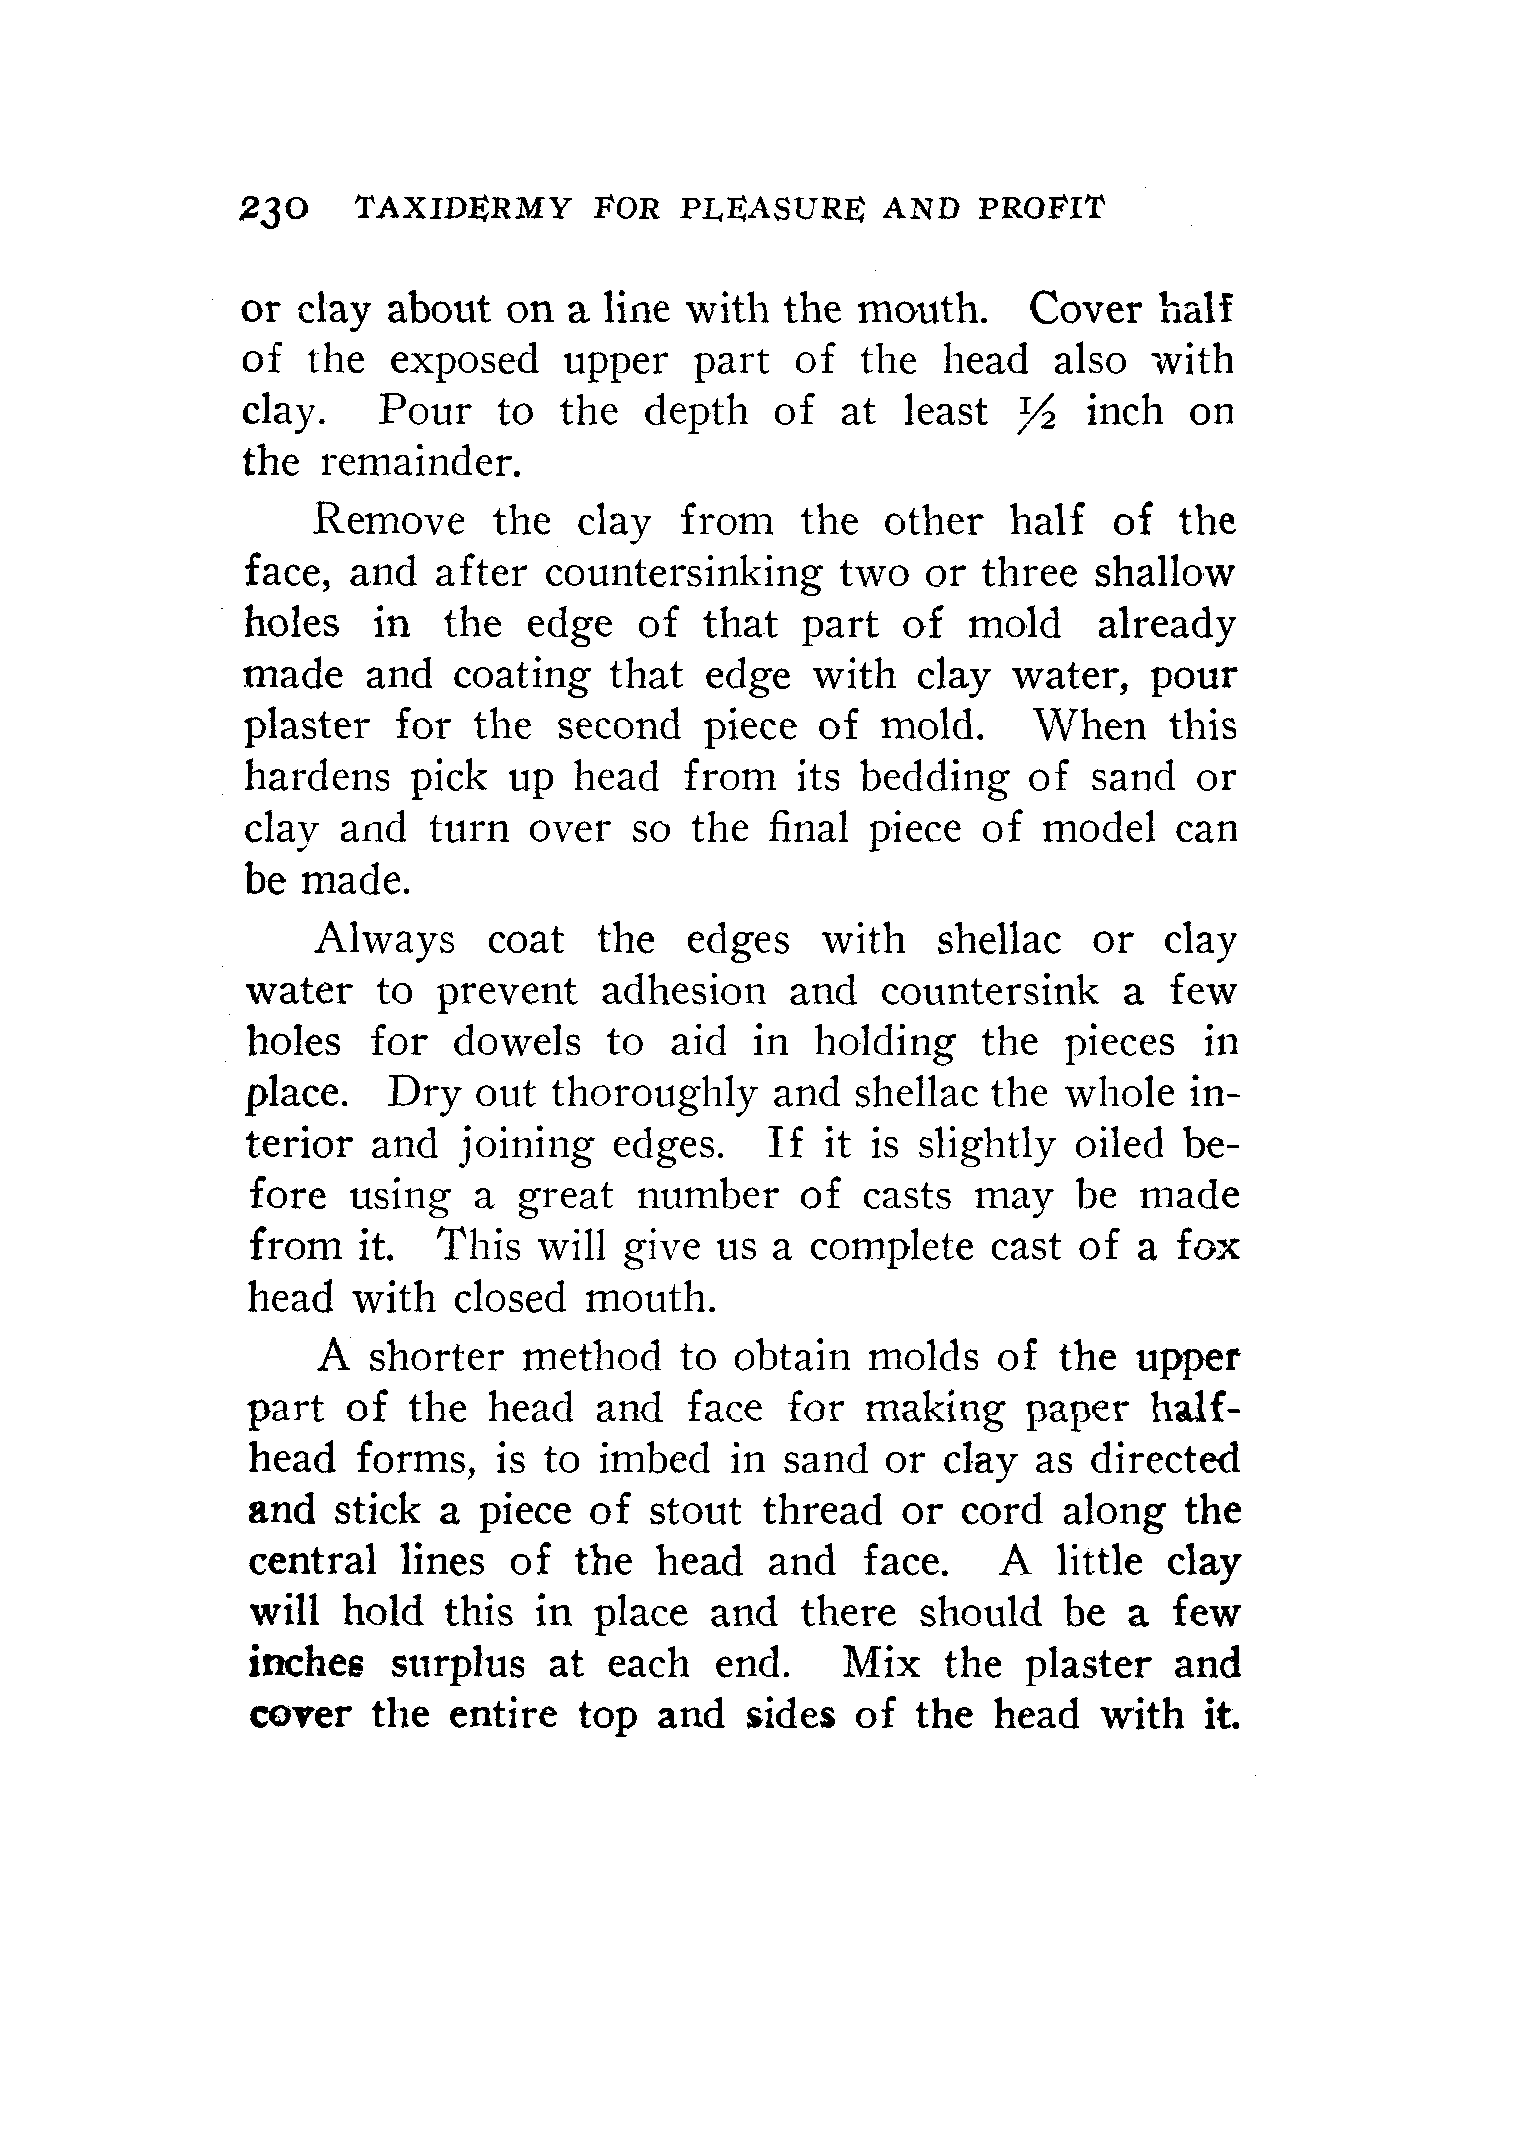 230 TAXIDERMY FOR PLEASURE AND PROFIT
or clay about on a line with the mouth. Cover half
of the exposed upper part of the head also with
clay. Pour to the depth of at least ½ inch on
the remainder.
Remove the clay from the other half of the
face, and after countersinking two or three shallow
holes in the edge of that part of mold already
made and coating that edge with clay water, pour
plaster for the second piece of mold. When this
hardens pick up head from its bedding of sand or
clay and turn over so the final piece of model can
be made.
Always coat the edges with shellac or clay
water to prevent adhesion and countersink a few
holes for dowels to aid in holding the pieces in
place. Dry out thoroughly and shellac the whole in-
terior and joining edges. If it is slightly oiled be-
fore using a great number of casts may be made
from it. This will give us a complete cast of a fox
head with closed mouth.
A shorter method to obtain molds of the upper
part of the head and face for making paper half-
head forms, is to imbed in sand or clay as directed
and stick a piece of stout thread or cord along the
central lines of the head and face. A little clay
will hold this in place and there should be a few
inches surplus at each end. Mix the plaster and
cover the entire top and sides of the head with it.